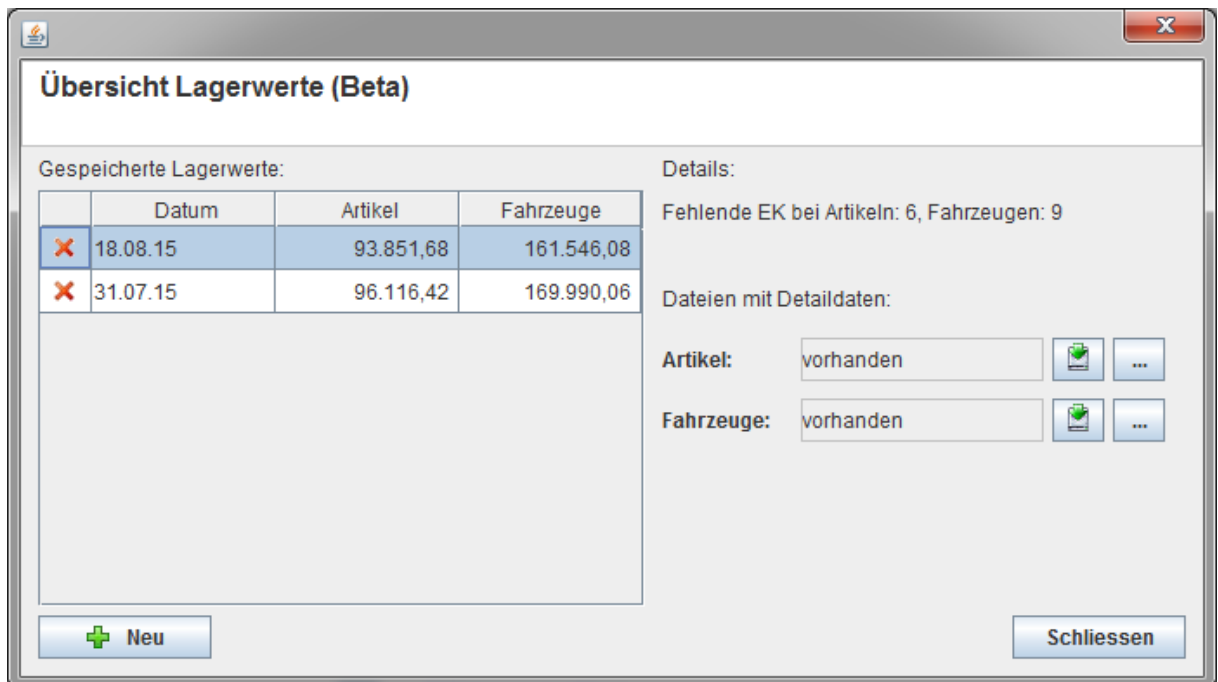 Übersicht Lagerwerte (Beta)
Gespeicherte Lagerwerte:
Datum Artikel Fahrzeuge
18.08.15 93.851,68 161.546,08
31.07.15 96.116,42 169.990,06
Neu
Details:
Fehlende EK bei Artikeln: 6, Fahrzeugen: 9
Dateien mit Detaildaten:
Artikel: vorhanden ...
Fahrzeuge: vorhanden ...
Schliessen